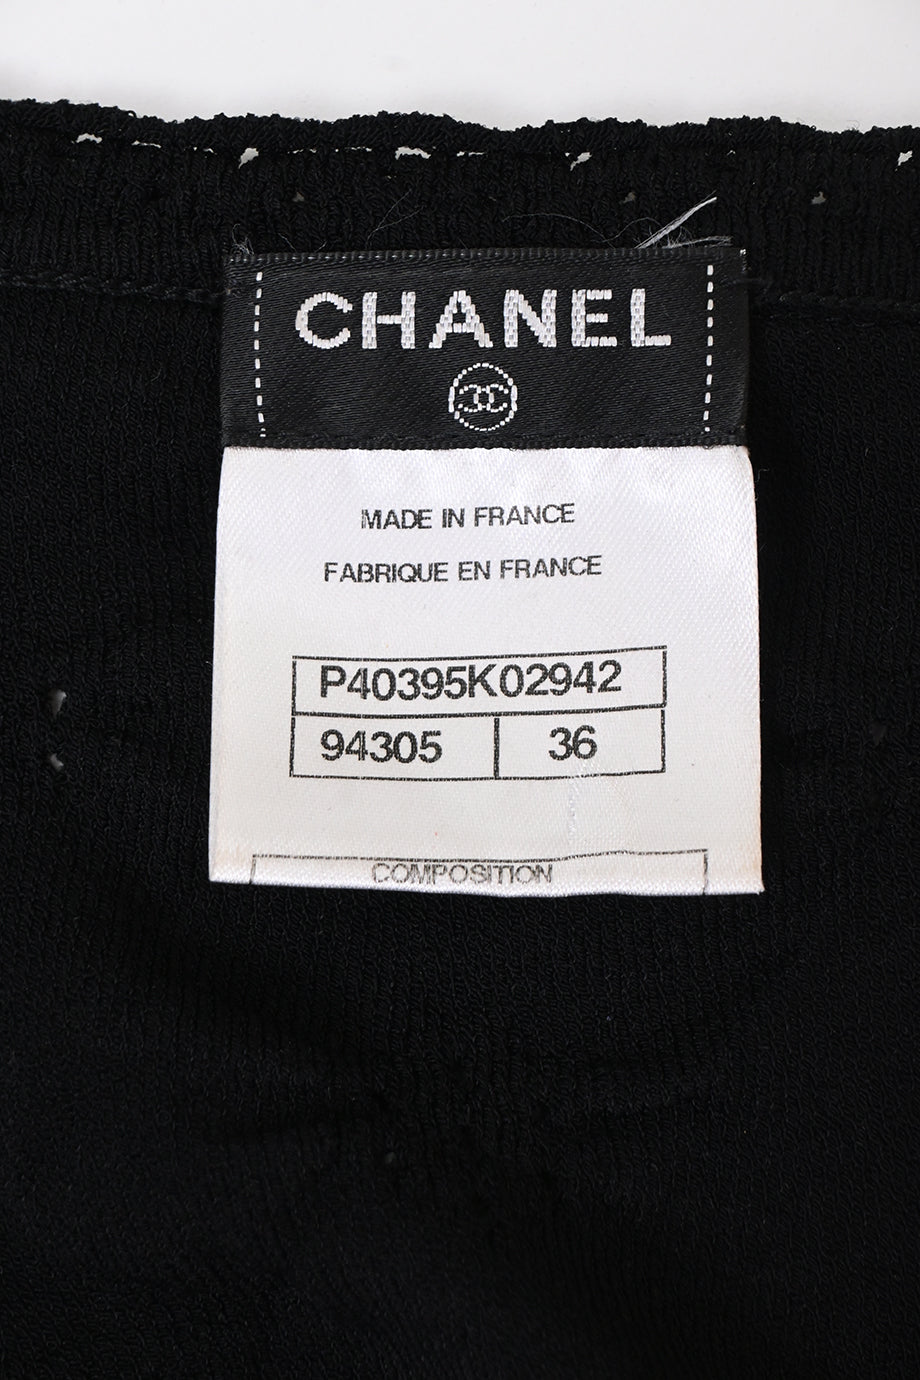 CHANEL
MADE IN FRANCE
FABRIQUE EN FRANCE
P40395K02942
94305 36
COMPOSITION